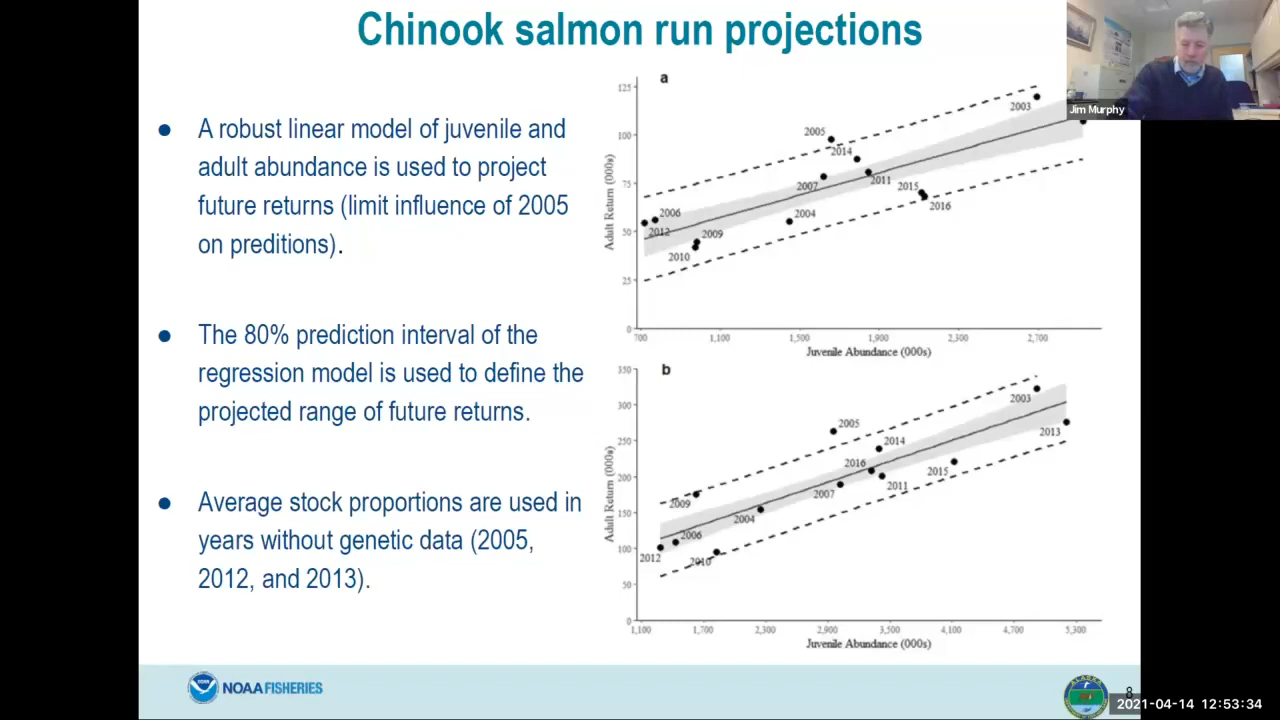 Chinook salmon run projections
● A robust linear model of juvenile and
adult abundance is used to project
future returns (limit influence of 2005
on preditions).
● The 80% prediction interval of the
regression model is used to define the
projected range of future returns.
● Average stock proportions are used in
years without genetic data (2005,
2012, and 2013).
a
Adult Return (000s)
125
100
75
50
25
0
2003
2005
2014
2007
2011
2015
2016
2004
2006
2012
2009
2010
700 1,100 1,500 1,900 2,300 2,700
Juvenile Abundance (000s)
b
Adult Return (000s)
350
300
250
200
150
100
50
0
2003
2005
2013
2014
2016
2015
2007
2011
2009
2004
2006
2012
2010
1,100 1,700 2,300 2,900 3,500 4,100 4,700 5,300
Juvenile Abundance (000s)
Jim Murphy
NOAA FISHERIES
8
2021-04-14 12:53:34